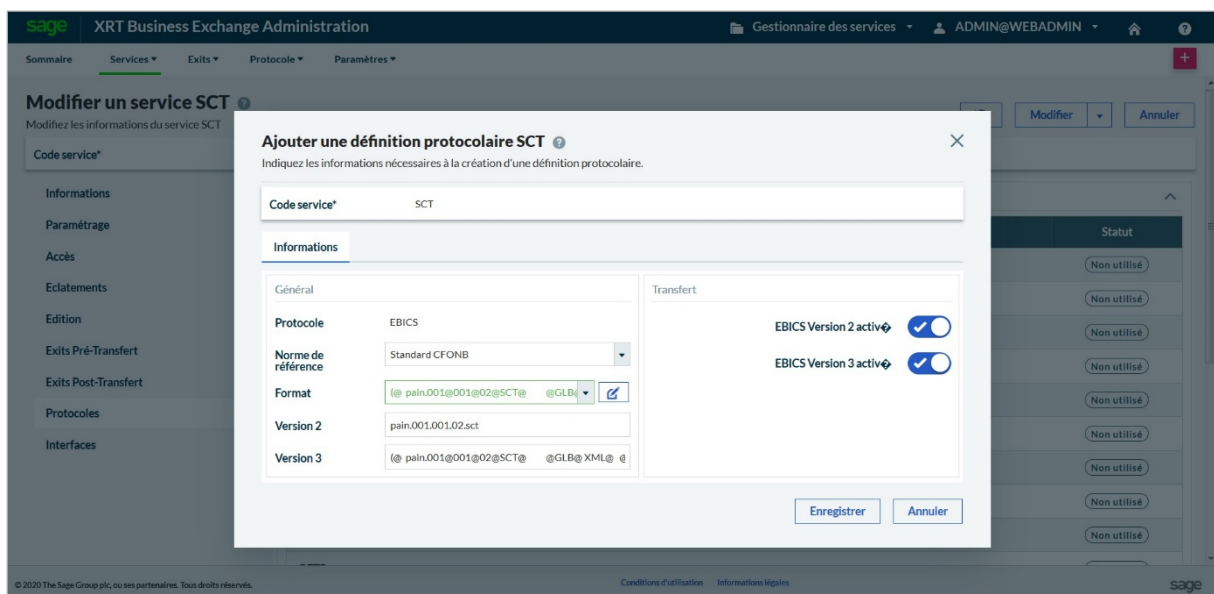 sage XRT Business Exchange Administration Gestionnaire des services ADMIN@WEBADMIN
Sommaire Services Exits Protocole Paramètres +
Modifier un service SCT
Modifiez les informations du service SCT
Modifier Annuler
Code service*
Informations
Paramétrage
Accès
Eclatements
Edition
Exits Pré-Transfert
Exits Post-Transfert
Protocoles
Interfaces
Statut
Non utilisé
Non utilisé
Non utilisé
Non utilisé
Non utilisé
Non utilisé
Non utilisé
Non utilisé
Non utilisé
Ajouter une définition protocolaire SCT
Indiquez les informations nécessaires à la création d'une définition protocolaire.
Code service* SCT
Informations
Général
Protocole EBICS
Norme de référence Standard CFONB
Format (@ pain.001@001@02@SCT@ @GLB@
Version 2 pain.001.001.02.sct
Version 3 (@ pain.001@001@02@SCT@ @GLB@ XML@ @
Transfert
EBICS Version 2 activ�
EBICS Version 3 activ�
Enregistrer Annuler
© 2020 The Sage Group plc, ou ses partenaires. Tous droits réservés. Conditions d'utilisation Informations légales sage